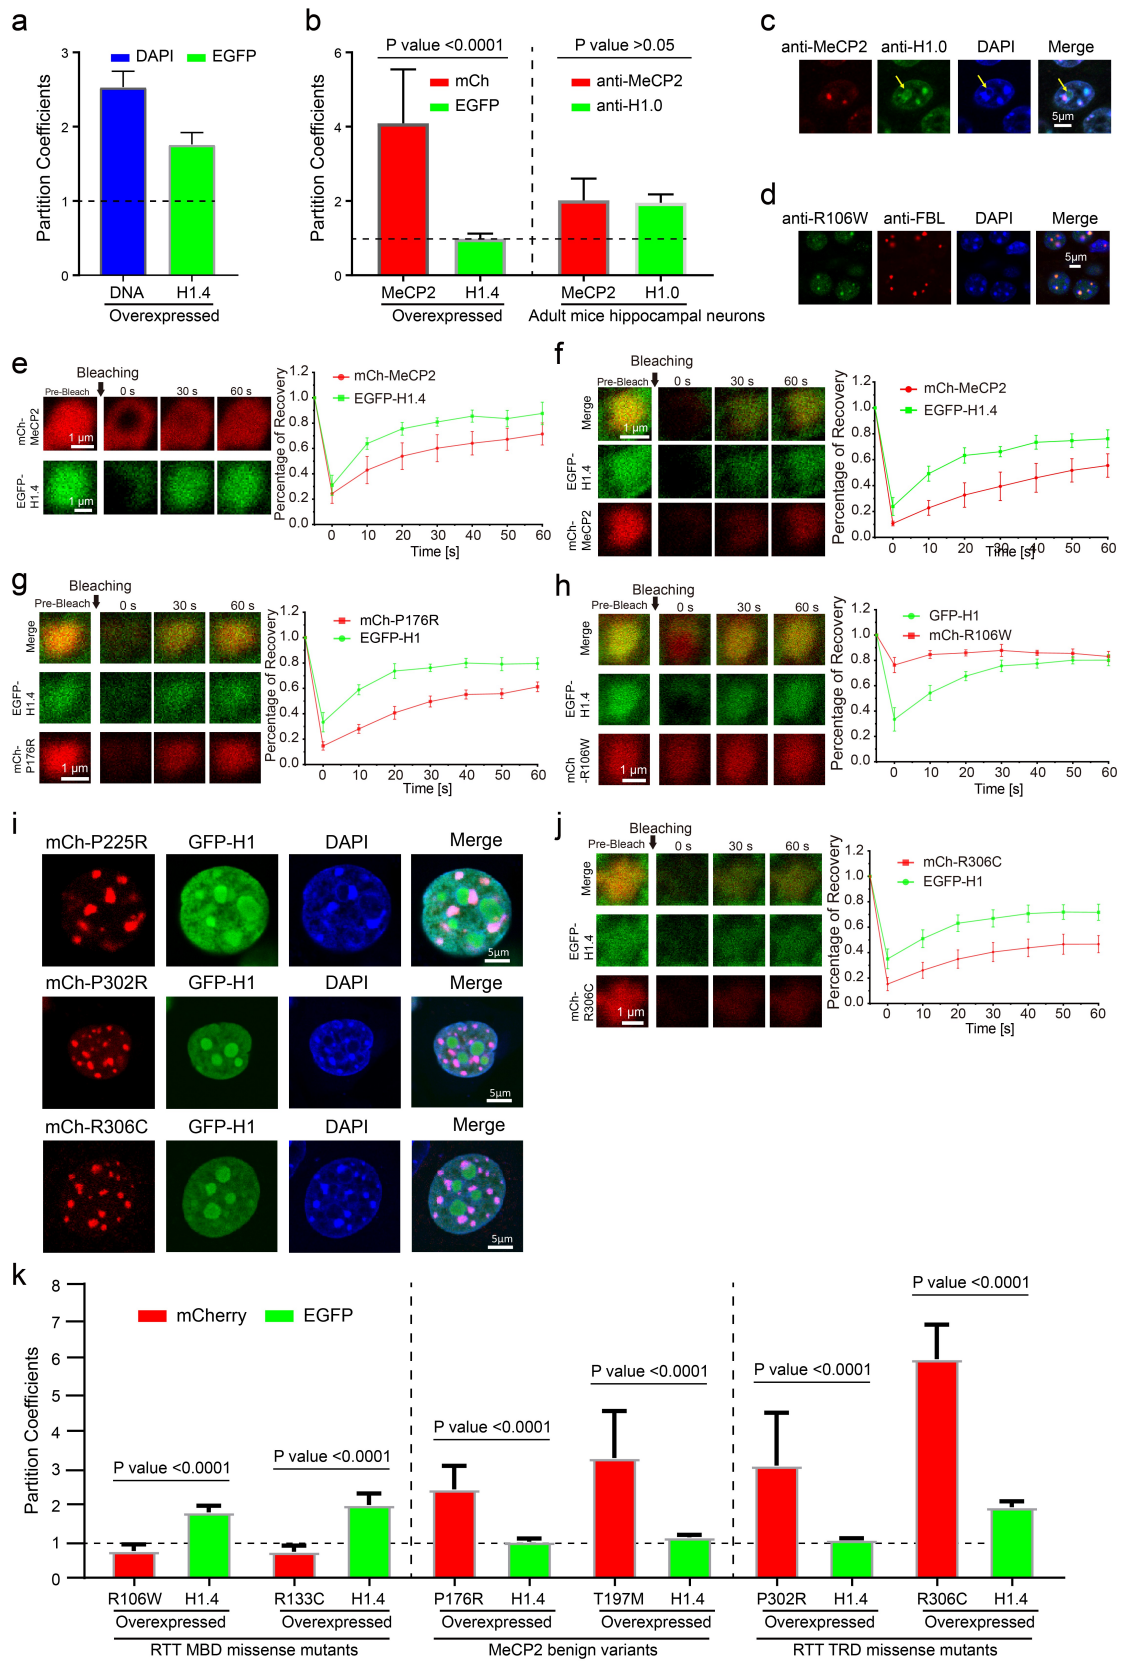 a
DAPI
EGFP
Partition Coefficients
3
2
1
0
DNA
H1.4
Overexpressed
b
P value <0.0001
P value >0.05
mCh
EGFP
anti-MeCP2
anti-H1.0
Partition Coefficients
6
4
2
0
MeCP2
H1.4
MeCP2
H1.0
Overexpressed
Adult mice hippocampal neurons
c
anti-MeCP2
anti-H1.0
DAPI
Merge
5μm
d
anti-R106W
anti-FBL
DAPI
Merge
5μm
e
Bleaching
Pre-Bleach
0 s
30 s
60 s
mCh-
MeCP2
1 μm
EGFP-
H1.4
1 μm
Percentage of Recovery
1.2
1.0
0.8
0.6
0.4
0.2
0.0
mCh-MeCP2
EGFP-H1.4
0 10 20 30 40 50 60
Time [s]
f
Bleaching
Pre-Bleach
0 s
30 s
60 s
Merge
1 μm
EGFP-
H1.4
mCh-
MeCP2
Percentage of Recovery
1.2
1.0
0.8
0.6
0.4
0.2
0.0
mCh-MeCP2
EGFP-H1.4
0 10 20 30 40 50 60
Time [s]
g
Bleaching
Pre-Bleach
0 s
30 s
60 s
Merge
EGFP-
H1.4
mCh-
P176R
1 μm
Percentage of Recovery
1.2
1.0
0.8
0.6
0.4
0.2
0.0
mCh-P176R
EGFP-H1
0 10 20 30 40 50 60
Time [s]
h
Bleaching
Pre-Bleach
0 s
30 s
60 s
Merge
EGFP-
H1.4
mCh
-R106W
1 μm
Percentage of Recovery
1.2
1.0
0.8
0.6
0.4
0.2
0.0
GFP-H1
mCh-R106W
0 10 20 30 40 50 60
Time [s]
i
mCh-P225R
GFP-H1
DAPI
Merge
5μm
mCh-P302R
GFP-H1
DAPI
Merge
5μm
mCh-R306C
GFP-H1
DAPI
Merge
5μm
j
Bleaching
Pre-Bleach
0 s
30 s
60 s
Merge
EGFP-
H1.4
mCh-
R306C
1 μm
Percentage of Recovery
1.2
1.0
0.8
0.6
0.4
0.2
0.0
mCh-R306C
EGFP-H1
0 10 20 30 40 50 60
Time [s]
k
mCherry
EGFP
Partition Coefficients
8
7
6
5
4
3
2
1
0
P value <0.0001
P value <0.0001
P value <0.0001
P value <0.0001
P value <0.0001
P value <0.0001
R106W H1.4 R133C H1.4 P176R H1.4 T197M H1.4 P302R H1.4 R306C H1.4
Overexpressed Overexpressed Overexpressed Overexpressed Overexpressed Overexpressed
RTT MBD missense mutants
MeCP2 benign variants
RTT TRD missense mutants